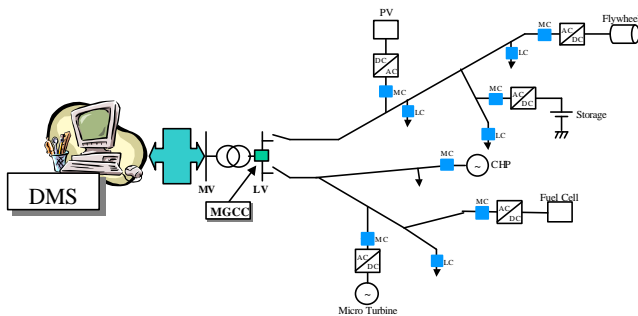 PV
MC
AC
DC
Flywheel
LC
DC
AC
MC
LC
MC
AC
DC
Storage
LC
DMS
MV
LV
MGCC
MC
~
CHP
MC
AC
DC
Fuel Cell
MC
AC
DC
LC
~
Micro Turbine